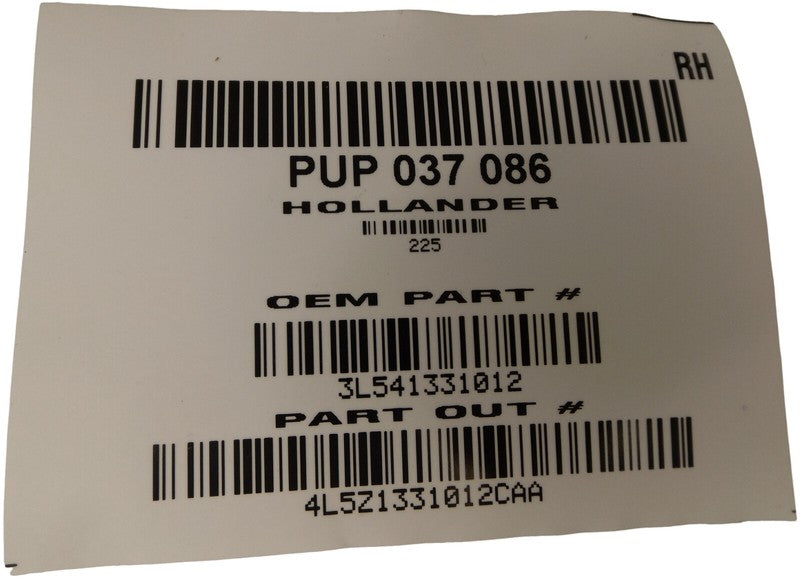 RH
PUP 037 086
HOLLANDER
225
OEM PART #
3L541331012
PART OUT #
4L5Z1331012CAA